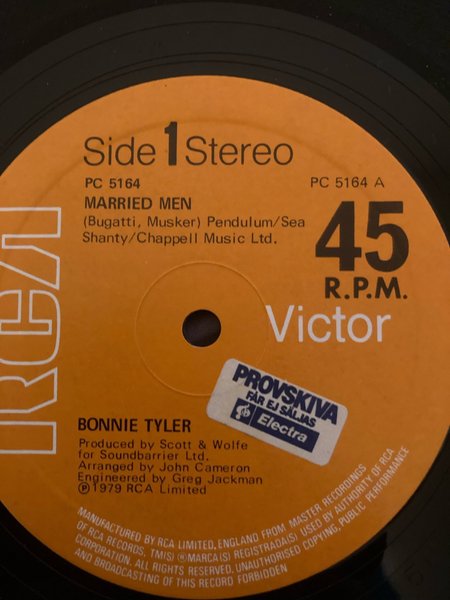 Side 1 Stereo
PC 5164
PC 5164 A
MARRIED MEN
(Bugatti, Musker) Pendulum/Sea
Shanty/Chappell Music Ltd.
45
R.P.M.
RCA
Victor
PROVSKIVA
FÅR EJ SÄLJAS
Electra
BONNIE TYLER
Produced by Scott & Wolfe
for Soundbarrier Ltd.
Arranged by John Cameron
Engineered by Greg Jackman
Ⓟ1979 RCA Limited
MANUFACTURED BY RCA LIMITED, ENGLAND FROM MASTER RECORDINGS
OF RCA RECORDS. TM(S) ® MARCA(S) REGISTRADA(S) USED BY AUTHORITY OF RCA
CORPORATION. ALL RIGHTS RESERVED. UNAUTHORISED COPYING, PUBLIC PERFORMANCE
AND BROADCASTING OF THIS RECORD FORBIDDEN